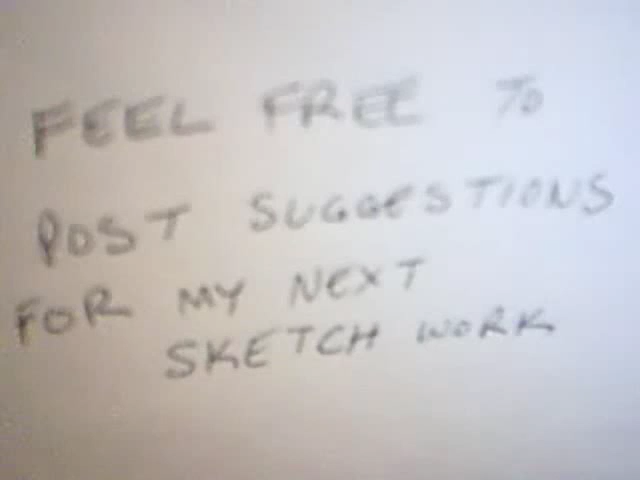 FEEL FREE TO
POST SUGGESTIONS
FOR MY NEXT
SKETCH WORK